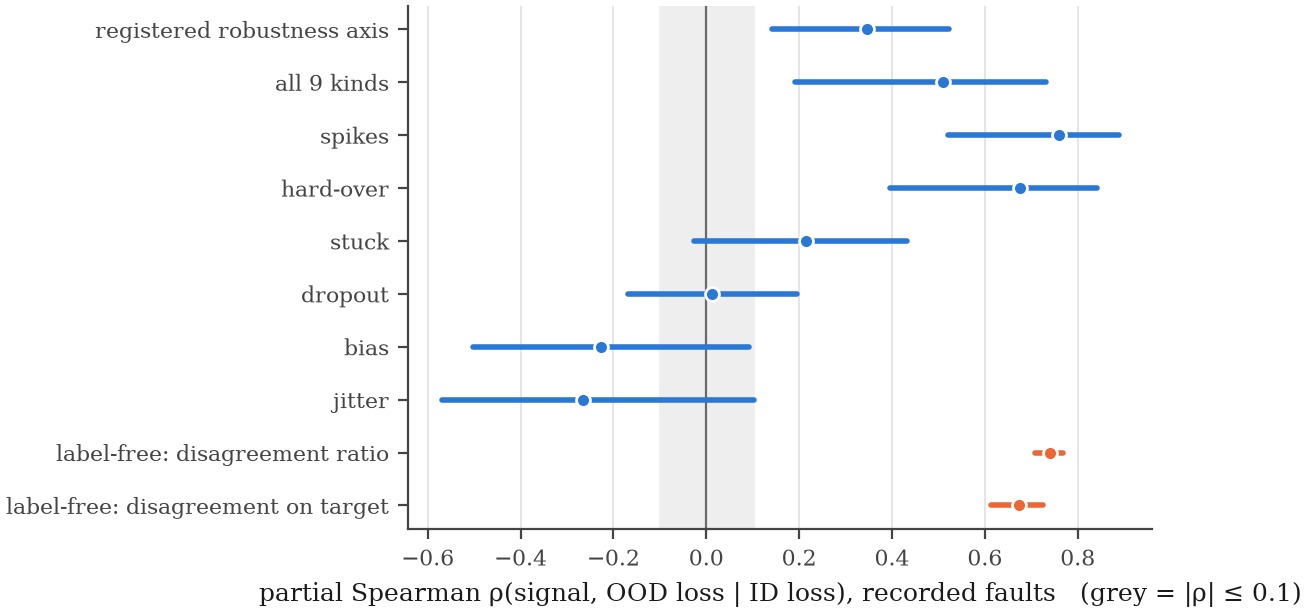 registered robustness axis
all 9 kinds
spikes
hard-over
stuck
dropout
bias
jitter
label-free: disagreement ratio
label-free: disagreement on target
−0.6 −0.4 −0.2 0.0 0.2 0.4 0.6 0.8
partial Spearman ρ(signal, OOD loss | ID loss), recorded faults (grey = |ρ| ≤ 0.1)